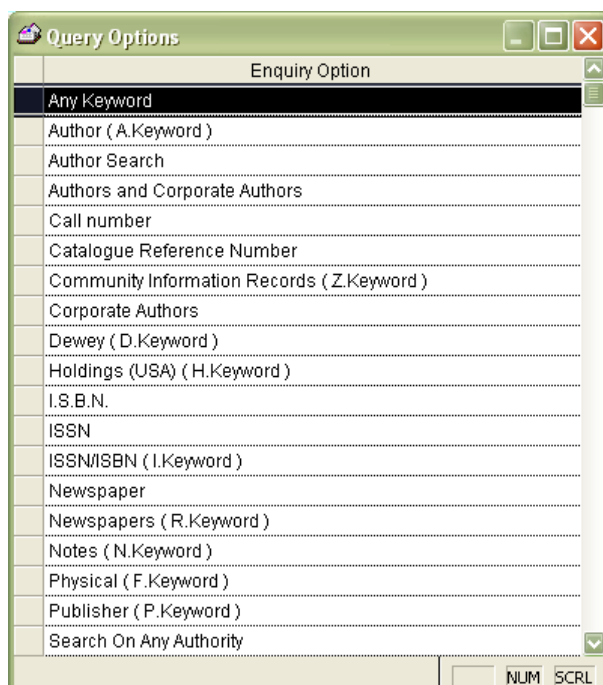 Query Options
Enquiry Option
Any Keyword
Author ( A.Keyword )
Author Search
Authors and Corporate Authors
Call number
Catalogue Reference Number
Community Information Records ( Z.Keyword )
Corporate Authors
Dewey ( D.Keyword )
Holdings (USA) ( H.Keyword )
I.S.B.N.
ISSN
ISSN/ISBN ( I.Keyword )
Newspaper
Newspapers ( R.Keyword )
Notes ( N.Keyword )
Physical ( F.Keyword )
Publisher ( P.Keyword )
Search On Any Authority
NUM SCRL